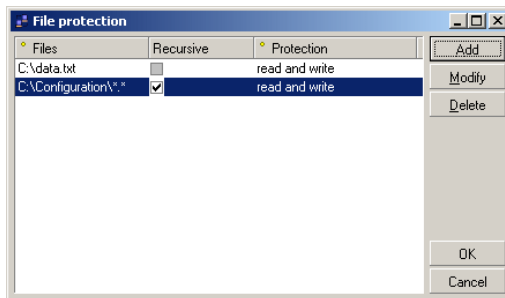 File protection
Files Recursive Protection
C:\data.txt read and write
C:\Configuration\*.* read and write
Add
Modify
Delete
OK
Cancel